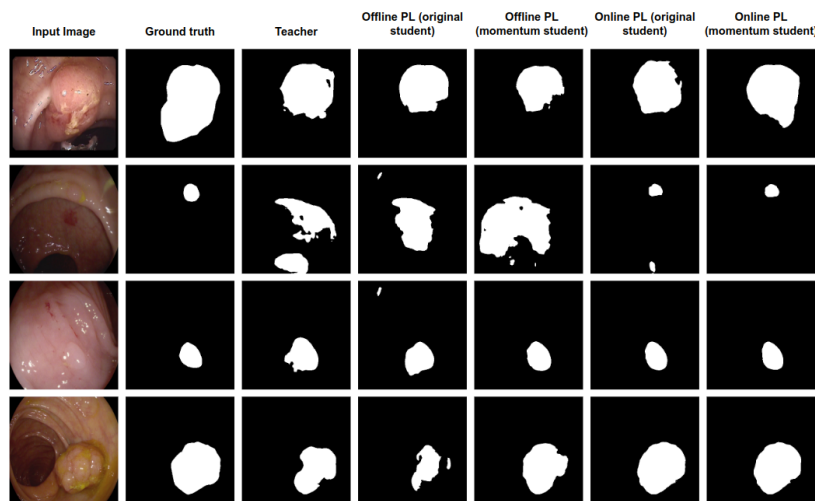 Input Image
Ground truth
Teacher
Offline PL (original
student)
Offline PL
(momentum student)
Online PL (original
student)
Online PL
(momentum student)